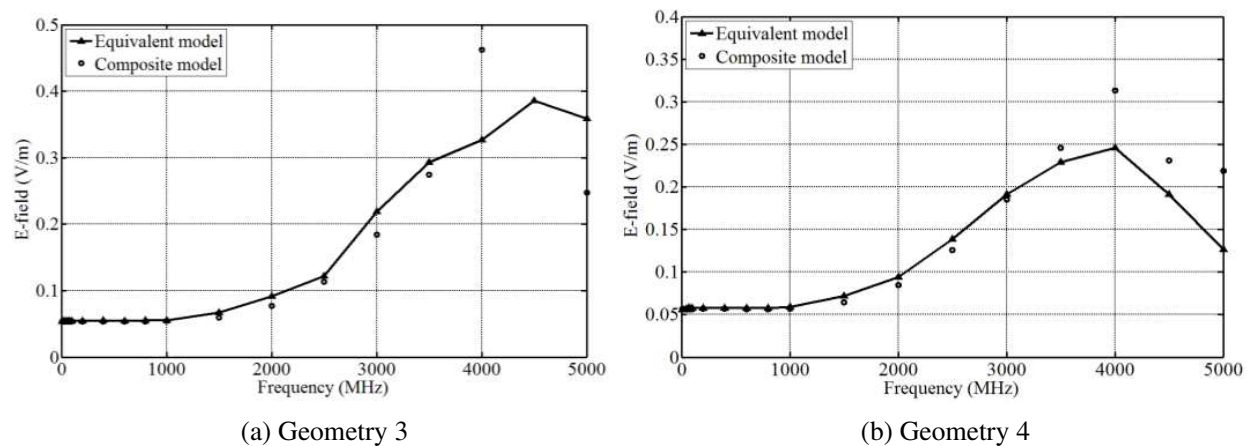 0.5
0.4
0.3
0.2
0.1
0
E-field (V/m)
Equivalent model
Composite model
0 1000 2000 3000 4000 5000
Frequency (MHz)
(a) Geometry 3
0.4
0.35
0.3
0.25
0.2
0.15
0.1
0.05
0
E-field (V/m)
Equivalent model
Composite model
0 1000 2000 3000 4000 5000
Frequency (MHz)
(b) Geometry 4